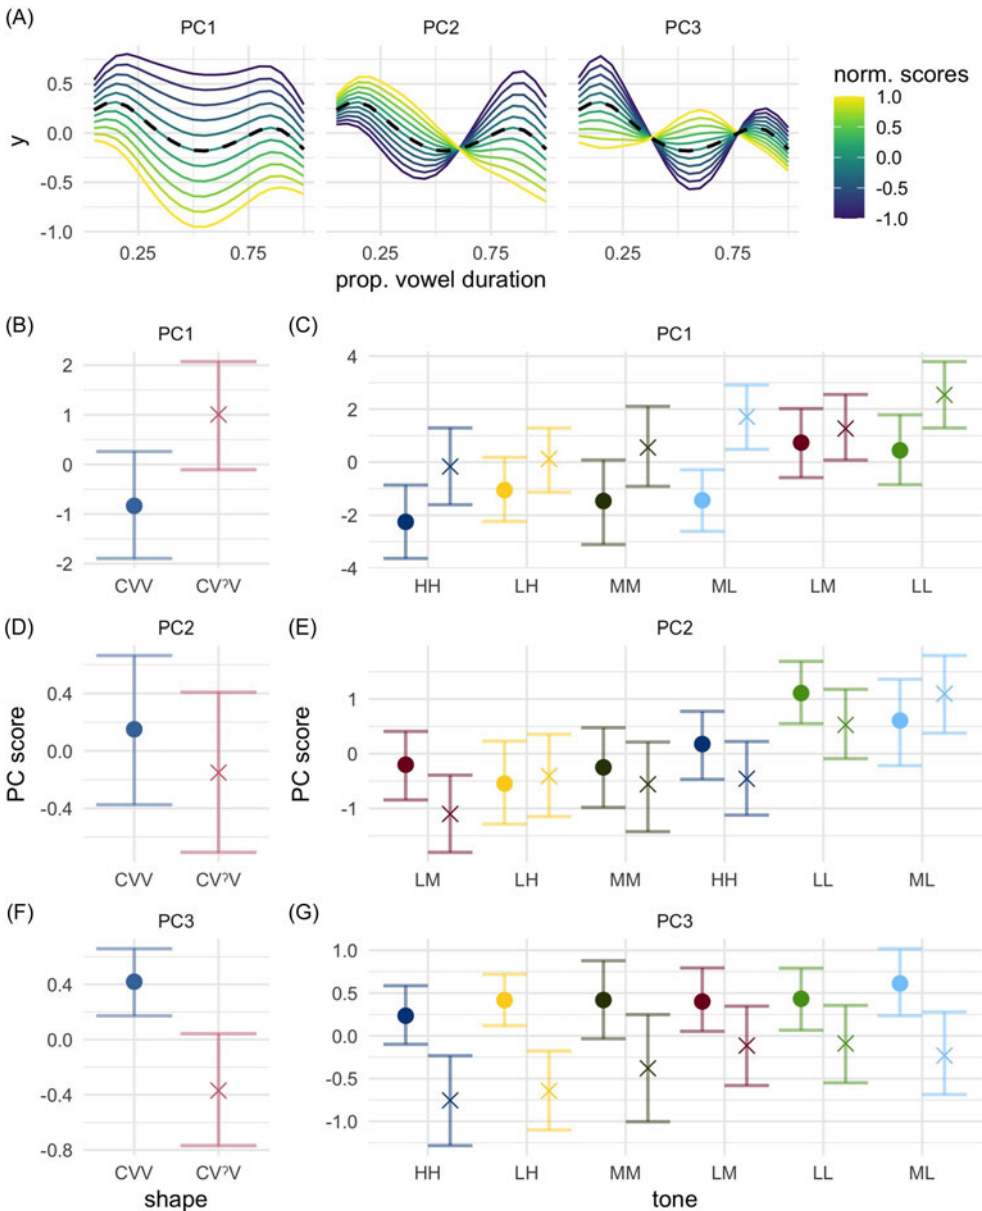 (A)
PC1 PC2 PC3
norm. scores
1.0
0.5
0.0
-0.5
-1.0
y
0.5
0.0
-0.5
-1.0
0.25 0.75 0.25 0.75 0.25 0.75
prop. vowel duration
(B) PC1
2
1
0
-1
-2
CVV CVˀV
(C) PC1
4
2
0
-2
-4
HH LH MM ML LM LL
(D) PC2
PC score
0.4
0.0
-0.4
CVV CVˀV
(E) PC2
PC score
1
0
-1
LM LH MM HH LL ML
(F) PC3
0.4
0.0
-0.4
-0.8
CVV CVˀV
shape
(G) PC3
1.0
0.5
0.0
-0.5
-1.0
HH LH MM LM LL ML
tone